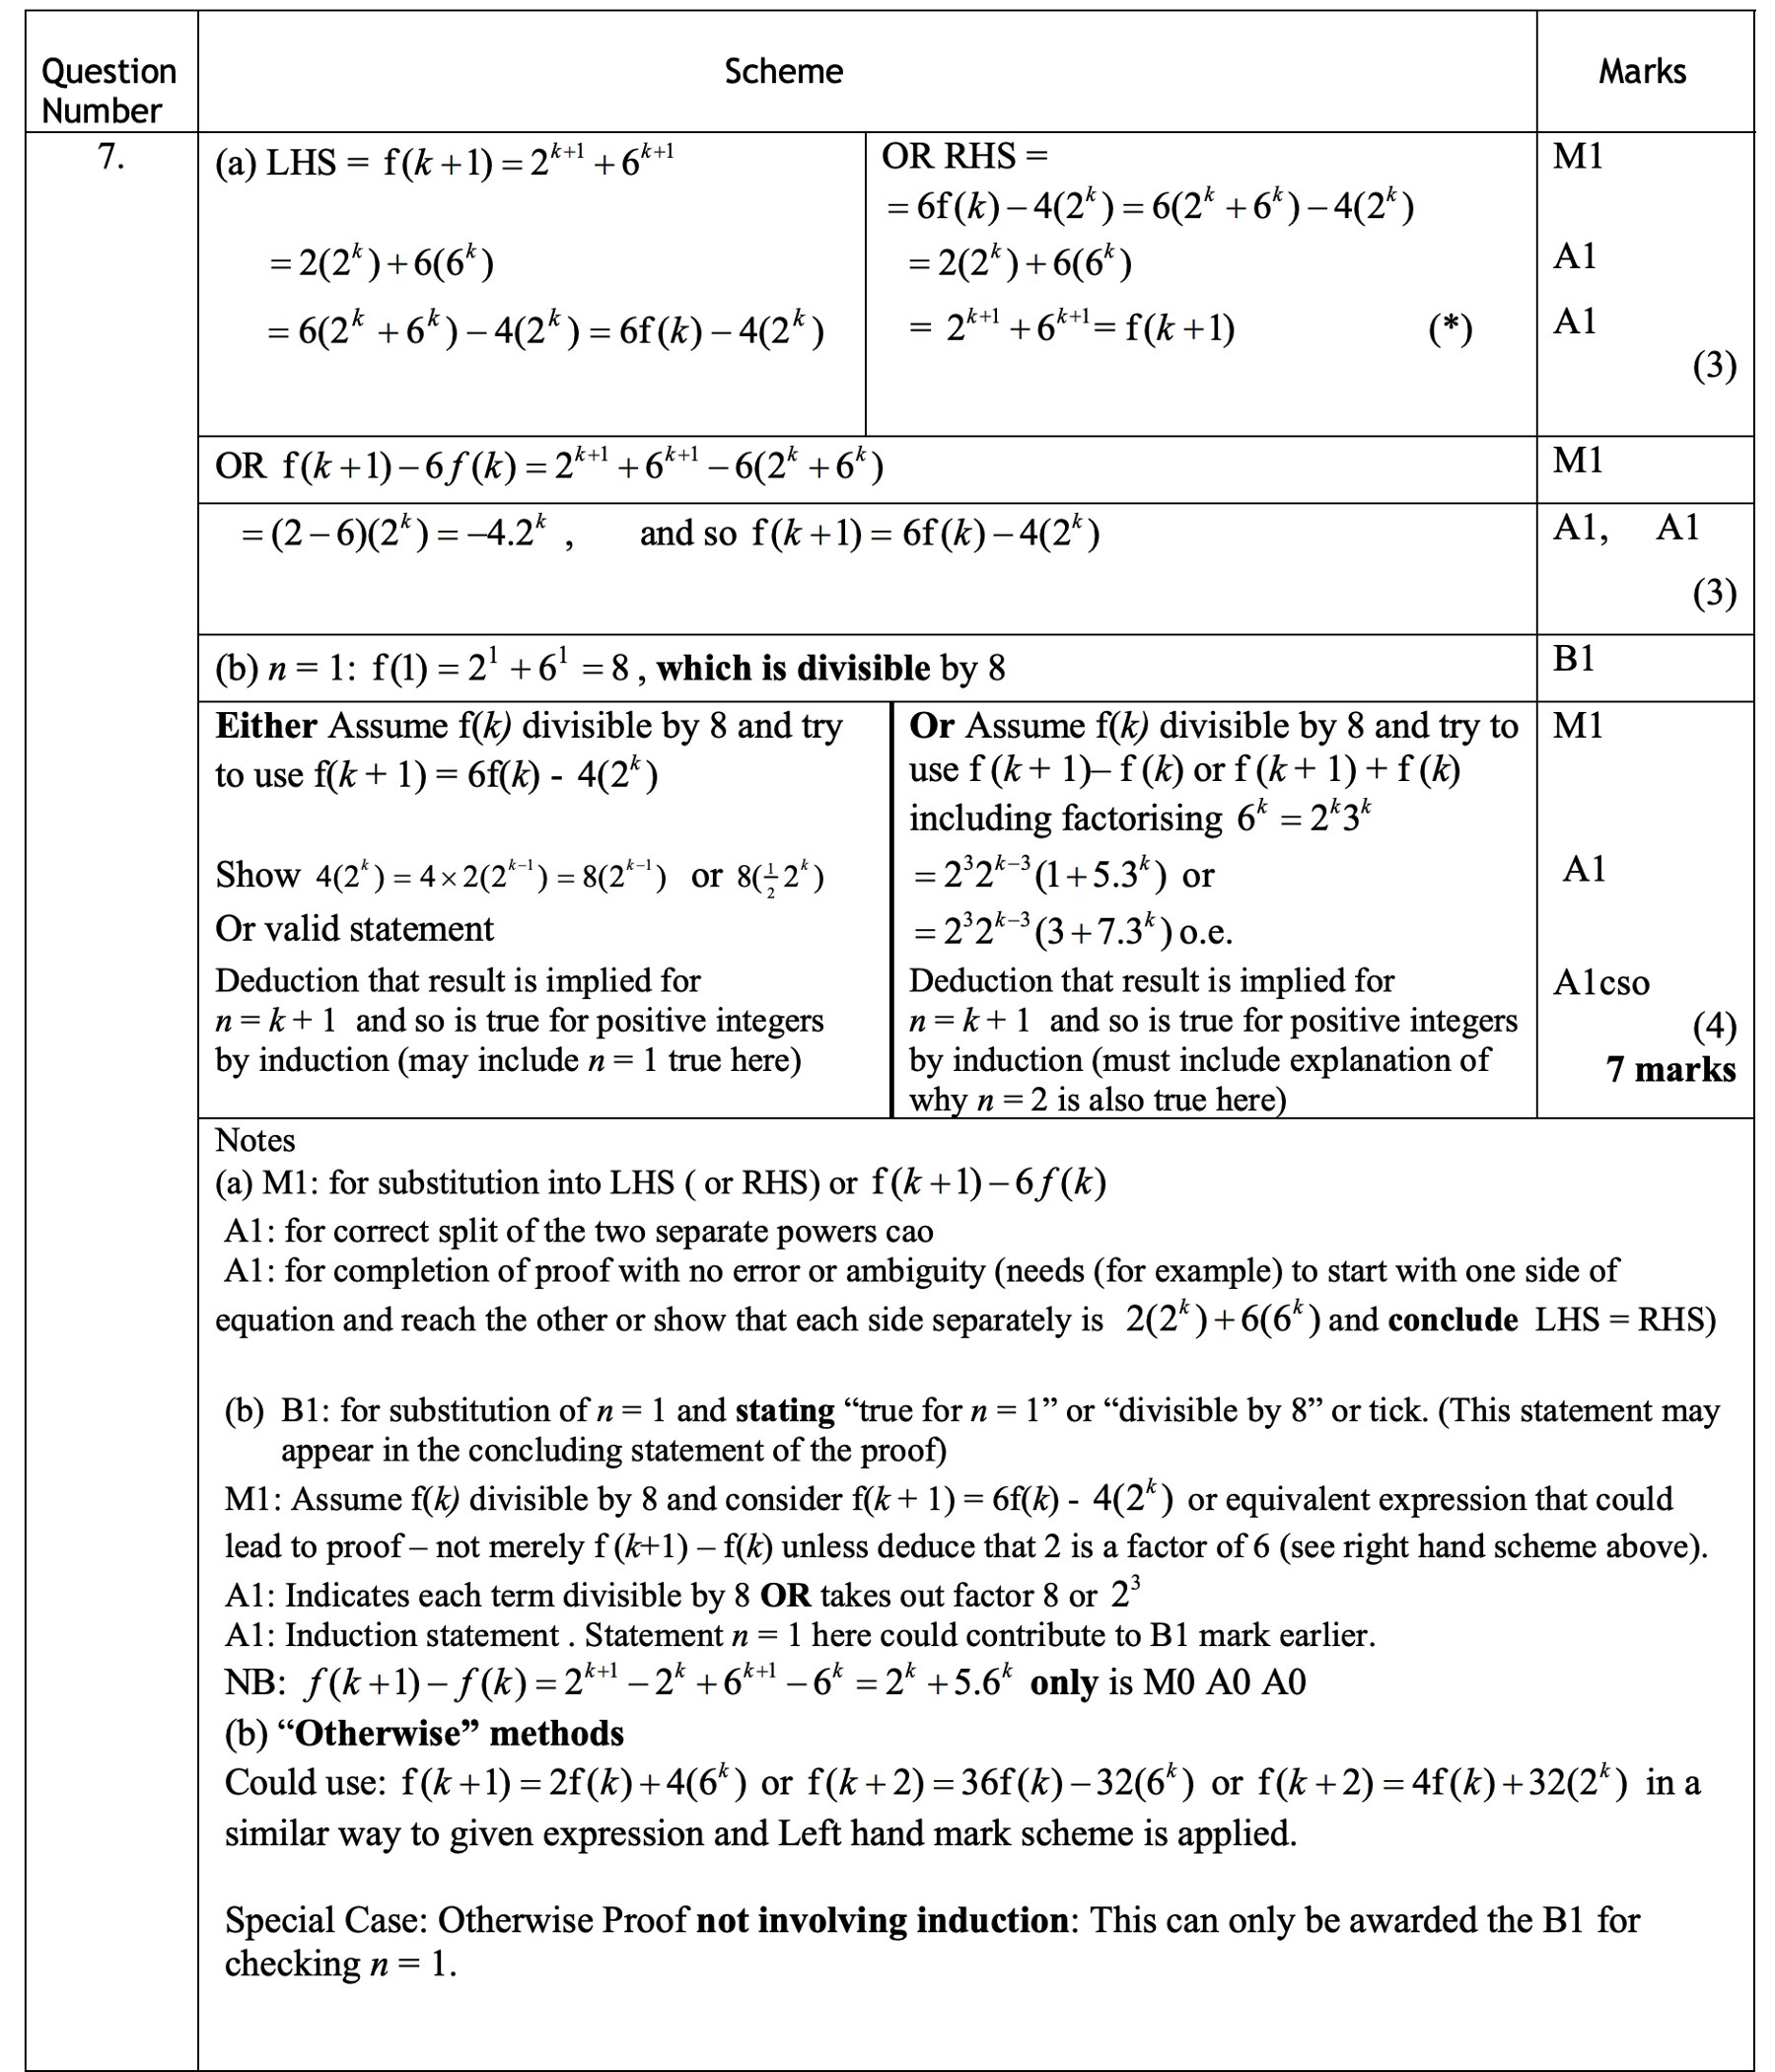 Question Number
Scheme
Marks
7.
(a) LHS = f(k+1) = 2^{k+1} + 6^{k+1}
= 2(2^k) + 6(6^k)
= 6(2^k + 6^k) – 4(2^k) = 6f(k) – 4(2^k)
OR RHS =
= 6f(k) – 4(2^k) = 6(2^k + 6^k) – 4(2^k)
= 2(2^k) + 6(6^k)
= 2^{k+1} + 6^{k+1} = f(k+1) (*)
M1
A1
A1
(3)
OR f(k+1) – 6f(k) = 2^{k+1} + 6^{k+1} – 6(2^k + 6^k)
M1
= (2 – 6)(2^k) = –4.2^k , and so f(k+1) = 6f(k) – 4(2^k)
A1, A1
(3)
(b) n = 1: f(1) = 2^1 + 6^1 = 8, which is divisible by 8
B1
Either Assume f(k) divisible by 8 and try
to use f(k + 1) = 6f(k) - 4(2^k)
Show 4(2^k) = 4×2(2^{k–1}) = 8(2^{k–1}) or 8(½2^k)
Or valid statement
Deduction that result is implied for
n = k + 1 and so is true for positive integers
by induction (may include n = 1 true here)
Or Assume f(k) divisible by 8 and try to
use f (k + 1)– f (k) or f (k + 1) + f (k)
including factorising 6^k = 2^k3^k
= 2^32^{k–3}(1+5.3^k) or
= 2^32^{k–3}(3+7.3^k) o.e.
Deduction that result is implied for
n = k + 1 and so is true for positive integers
by induction (must include explanation of
why n = 2 is also true here)
M1
A1
A1cso
(4)
7 marks
Notes
(a) M1: for substitution into LHS ( or RHS) or f(k+1) – 6f(k)
A1: for correct split of the two separate powers cao
A1: for completion of proof with no error or ambiguity (needs (for example) to start with one side of
equation and reach the other or show that each side separately is 2(2^k)+6(6^k) and conclude LHS = RHS)
(b) B1: for substitution of n = 1 and stating “true for n = 1” or “divisible by 8” or tick. (This statement may
appear in the concluding statement of the proof)
M1: Assume f(k) divisible by 8 and consider f(k + 1) = 6f(k) - 4(2^k) or equivalent expression that could
lead to proof – not merely f (k+1) – f(k) unless deduce that 2 is a factor of 6 (see right hand scheme above).
A1: Indicates each term divisible by 8 OR takes out factor 8 or 2^3
A1: Induction statement . Statement n = 1 here could contribute to B1 mark earlier.
NB: f(k+1) – f(k) = 2^{k+1} – 2^k + 6^{k+1} – 6^k = 2^k + 5.6^k only is M0 A0 A0
(b) “Otherwise” methods
Could use: f(k+1) = 2f(k)+4(6^k) or f(k+2) = 36f(k)–32(6^k) or f(k+2) = 4f(k)+32(2^k) in a
similar way to given expression and Left hand mark scheme is applied.
Special Case: Otherwise Proof not involving induction: This can only be awarded the B1 for
checking n = 1.